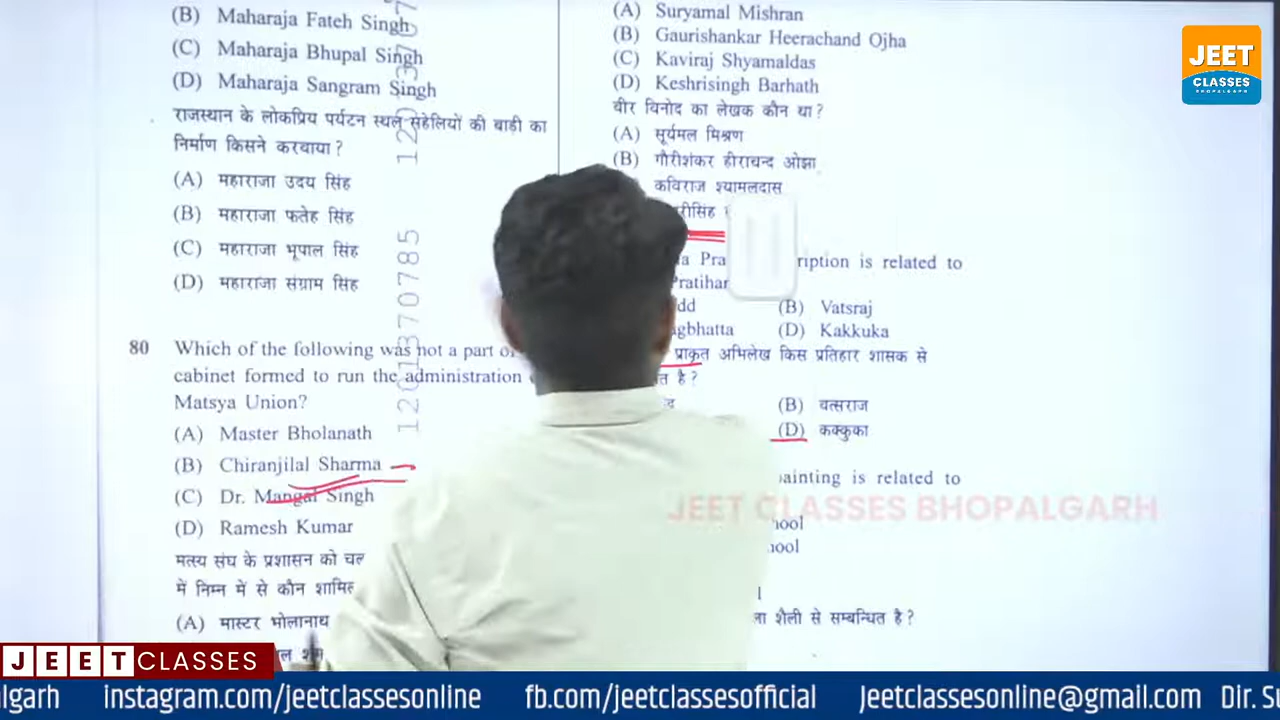 (B) Maharaja Fateh Singh
(C) Maharaja Bhupal Singh
(D) Maharaja Sangram Singh
राजस्थान के लोकप्रिय पर्यटन स्थल सहेलियों की बाड़ी का
निर्माण किसने करवाया ?
(A) महाराजा उदय सिंह
(B) महाराजा फतेह सिंह
(C) महाराजा भूपाल सिंह
(D) महाराजा संग्राम सिंह
80 Which of the following was not a part
cabinet formed to run the administration
Matsya Union?
(A) Master Bholanath
(B) Chiranjilal Sharma
(C) Dr. Mangal Singh
(D) Ramesh Kumar
मत्स्य संघ के प्रशासन को
में निम्न में से कौन
(A) मास्टर भोलानाथ
1201370785
(A) Suryamal Mishran
(B) Gaurishankar Heerachand Ojha
(C) Kaviraj Shyamaldas
(D) Keshrisingh Barhath
वीर विनोद का लेखक कौन था ?
(A) सूर्यमल मिश्रण
(B) गौरीशंकर हीराचन्द ओझा
कविराज श्यामलदास
is related to
(B) Vatsraj
(D) Kakkuka
प्राकृत अभिलेख किस प्रतिहार शासक से
है ?
(B) वत्सराज
(D) कक्कुका
is related to
शैली से सम्बन्धित है ?
JEET CLASSES BHOPALGARH
JEET
CLASSES
BHOPALGARH
JEET CLASSES
instagram.com/jeetclassesonline fb.com/jeetclassesofficial Jeetclassesonline@gmail.com Dir.